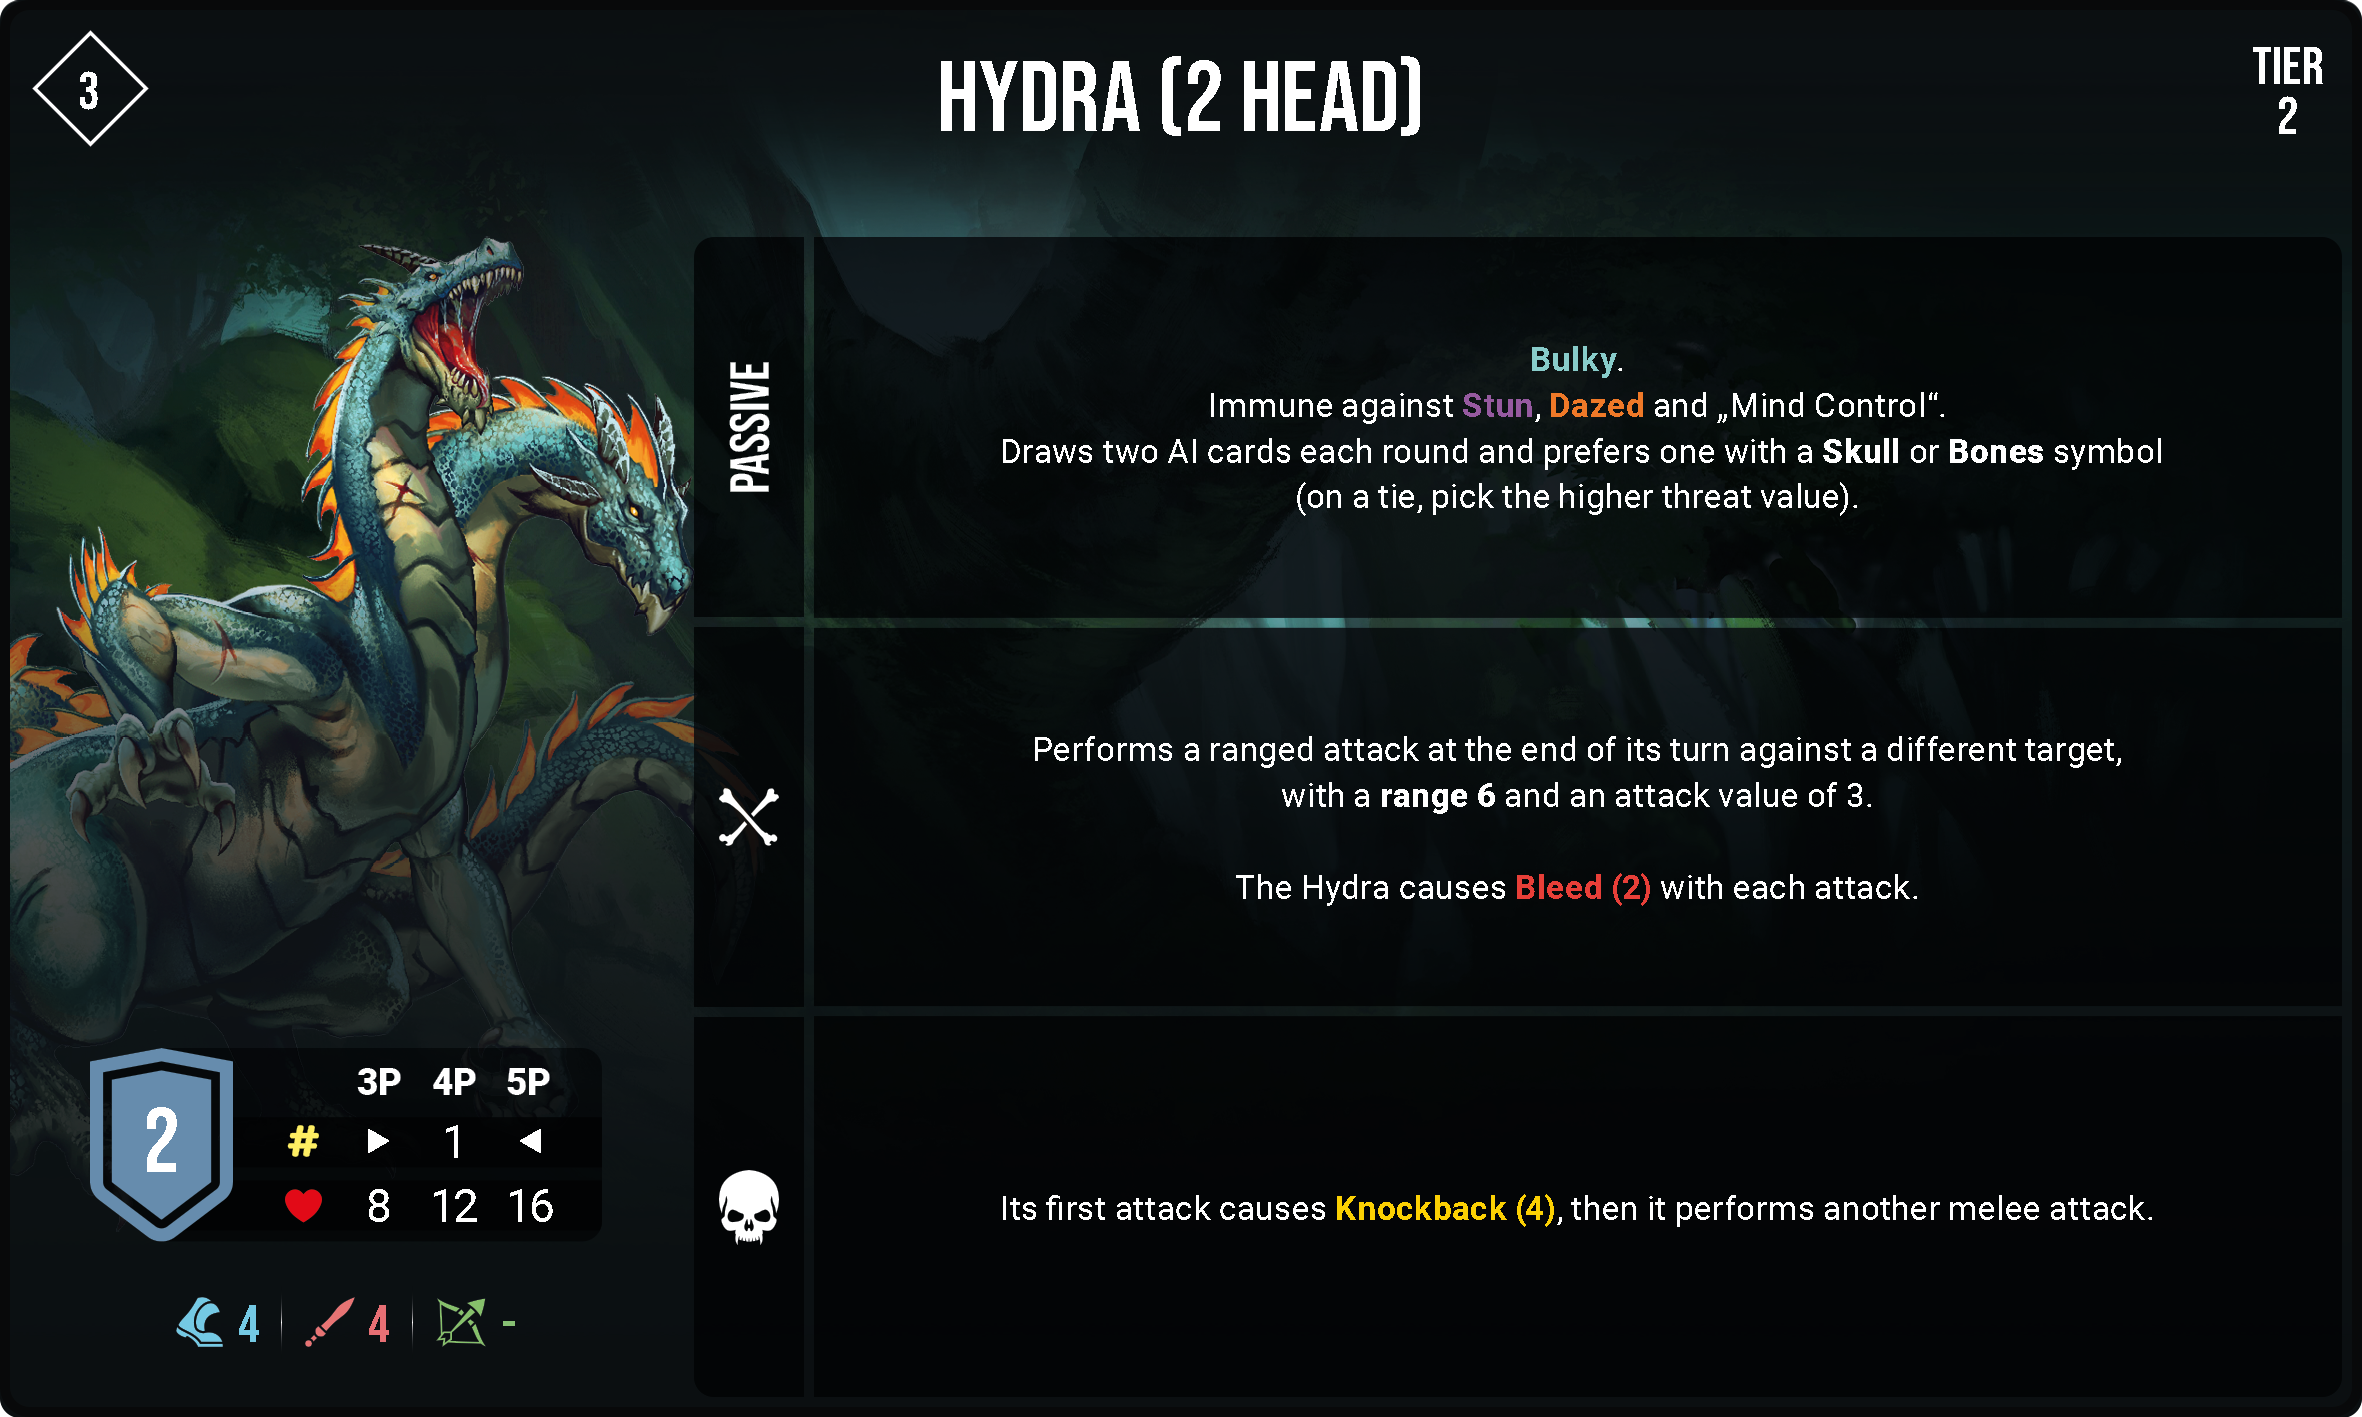 3
HYDRA (2 HEAD)
TIER
2
PASSIVE
Bulky.
Immune against Stun, Dazed and „Mind Control“.
Draws two AI cards each round and prefers one with a Skull or Bones symbol
(on a tie, pick the higher threat value).
Performs a ranged attack at the end of its turn against a different target,
with a range 6 and an attack value of 3.
The Hydra causes Bleed (2) with each attack.
Its first attack causes Knockback (4), then it performs another melee attack.
2
3P 4P 5P
# ▶ 1 ◀
8 12 16
4 4 -